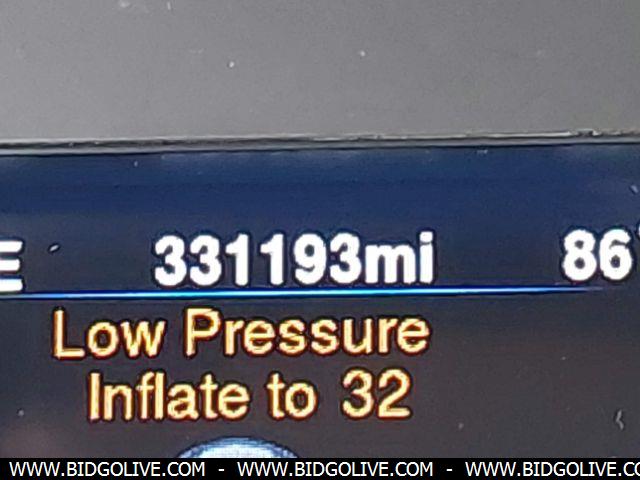 E 331193mi 86°
Low Pressure
Inflate to 32
WWW.BIDGOLIVE.COM - WWW.BIDGOLIVE.COM - WWW.BIDGOLIVE.CO